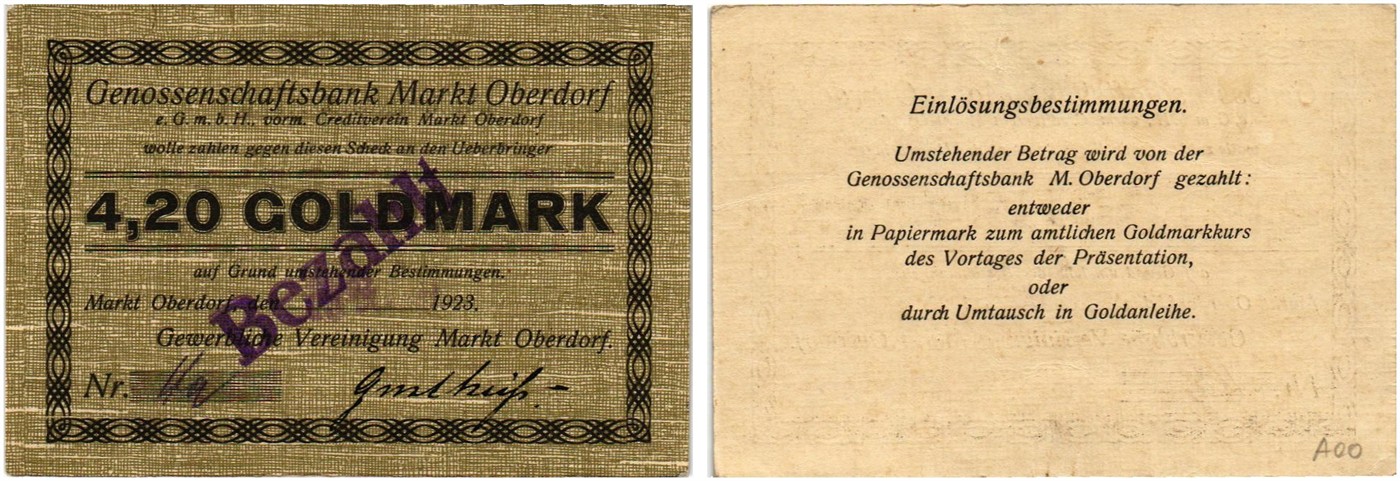 Genossenschaftsbank Markt Oberdorf
e. G. m. b. H., vorm. Creditverein Markt Oberdorf
wolle zahlen gegen diesen Scheck an den Ueberbringer
4,20 GOLDMARK
auf Grund umstehender Bestimmungen.
Markt Oberdorf, den 1923.
Gewerbliche Vereinigung Markt Oberdorf.
Nr.
Bezahlt
Einlösungsbestimmungen.
Umstehender Betrag wird von der
Genossenschaftsbank M. Oberdorf gezahlt:
entweder
in Papiermark zum amtlichen Goldmarkkurs
des Vortages der Präsentation,
oder
durch Umtausch in Goldanleihe.
A00